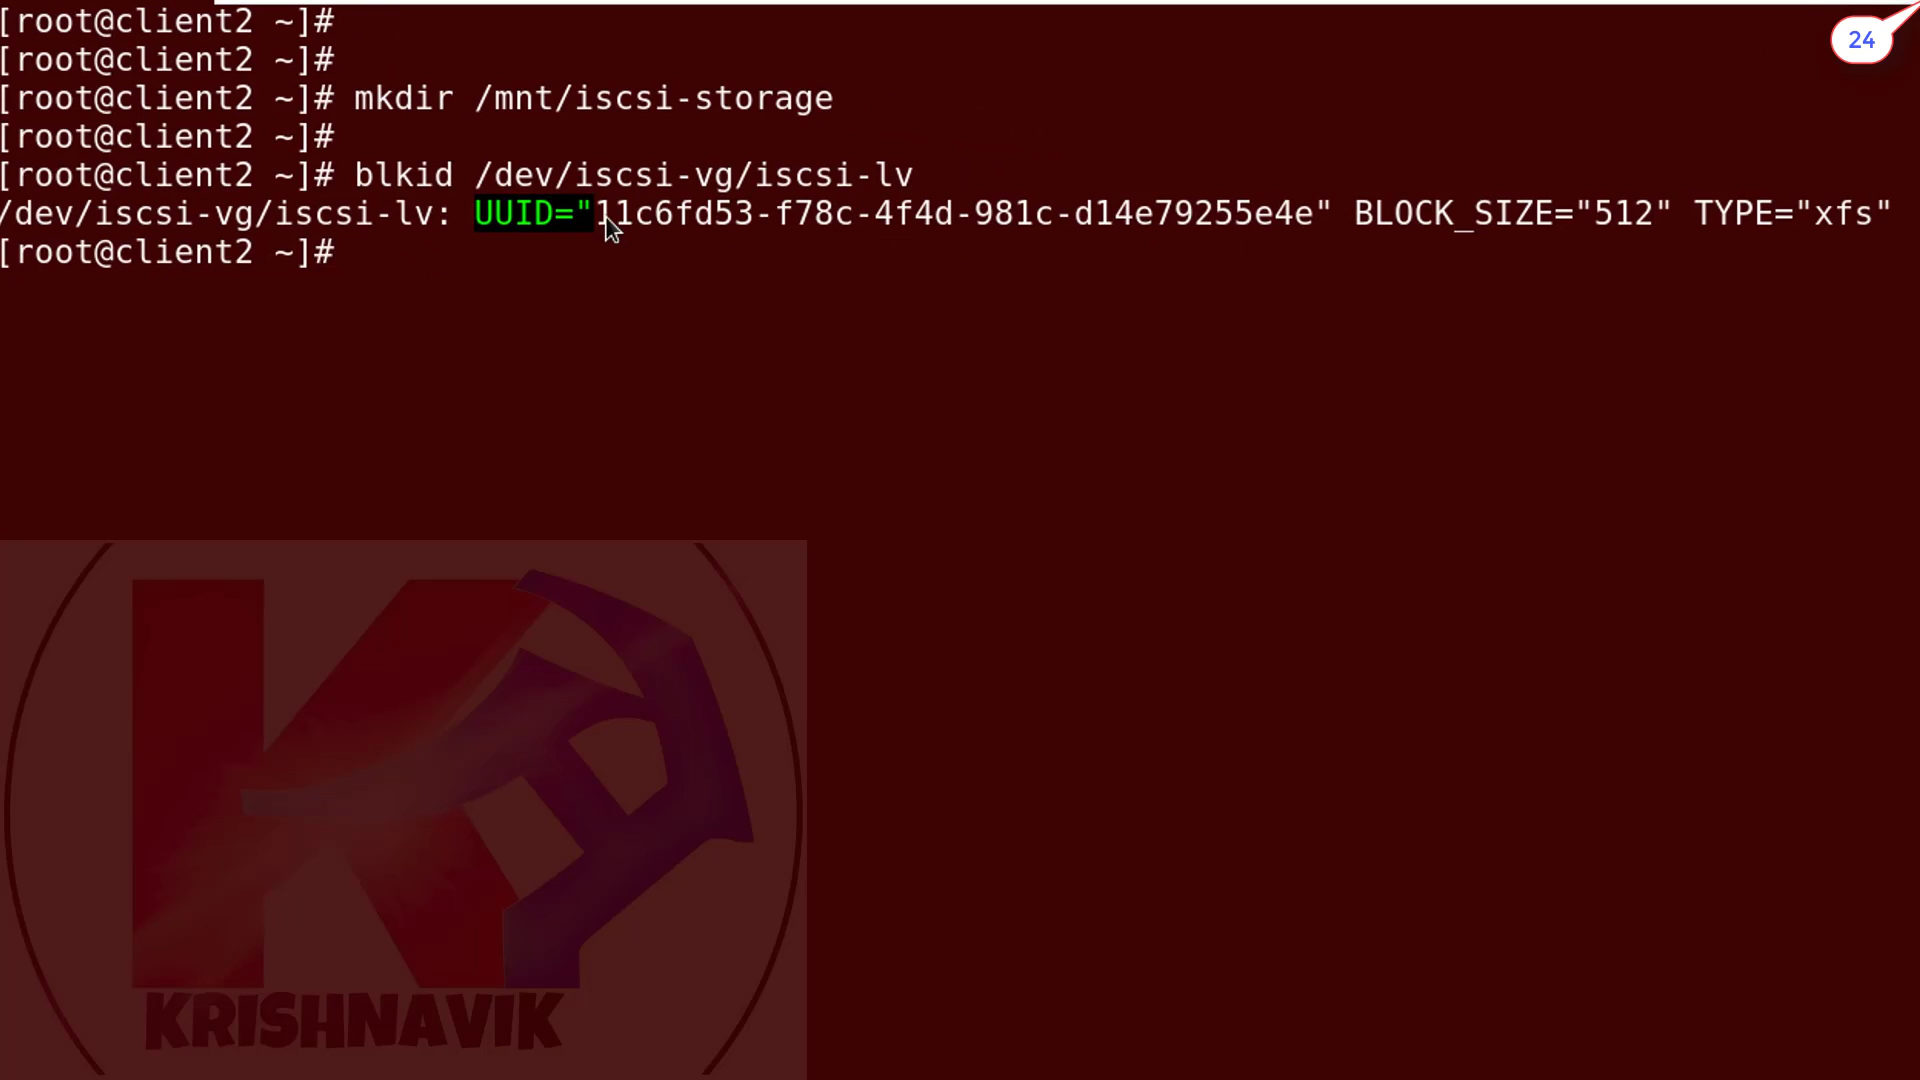 [root@client2 ~]#
24
[root@client2 ~]#
[root@client2 ~]# mkdir /mnt/iscsi-storage
[root@client2 ~]#
[root@client2 ~]# blkid /dev/iscsi-vg/iscsi-lv
/dev/iscsi-vg/iscsi-lv: UUID="11c6fd53-f78c-4f4d-981c-d14e79255e4e" BLOCK_SIZE="512" TYPE="xfs"
[root@client2 ~]#
KRISHNAVIK